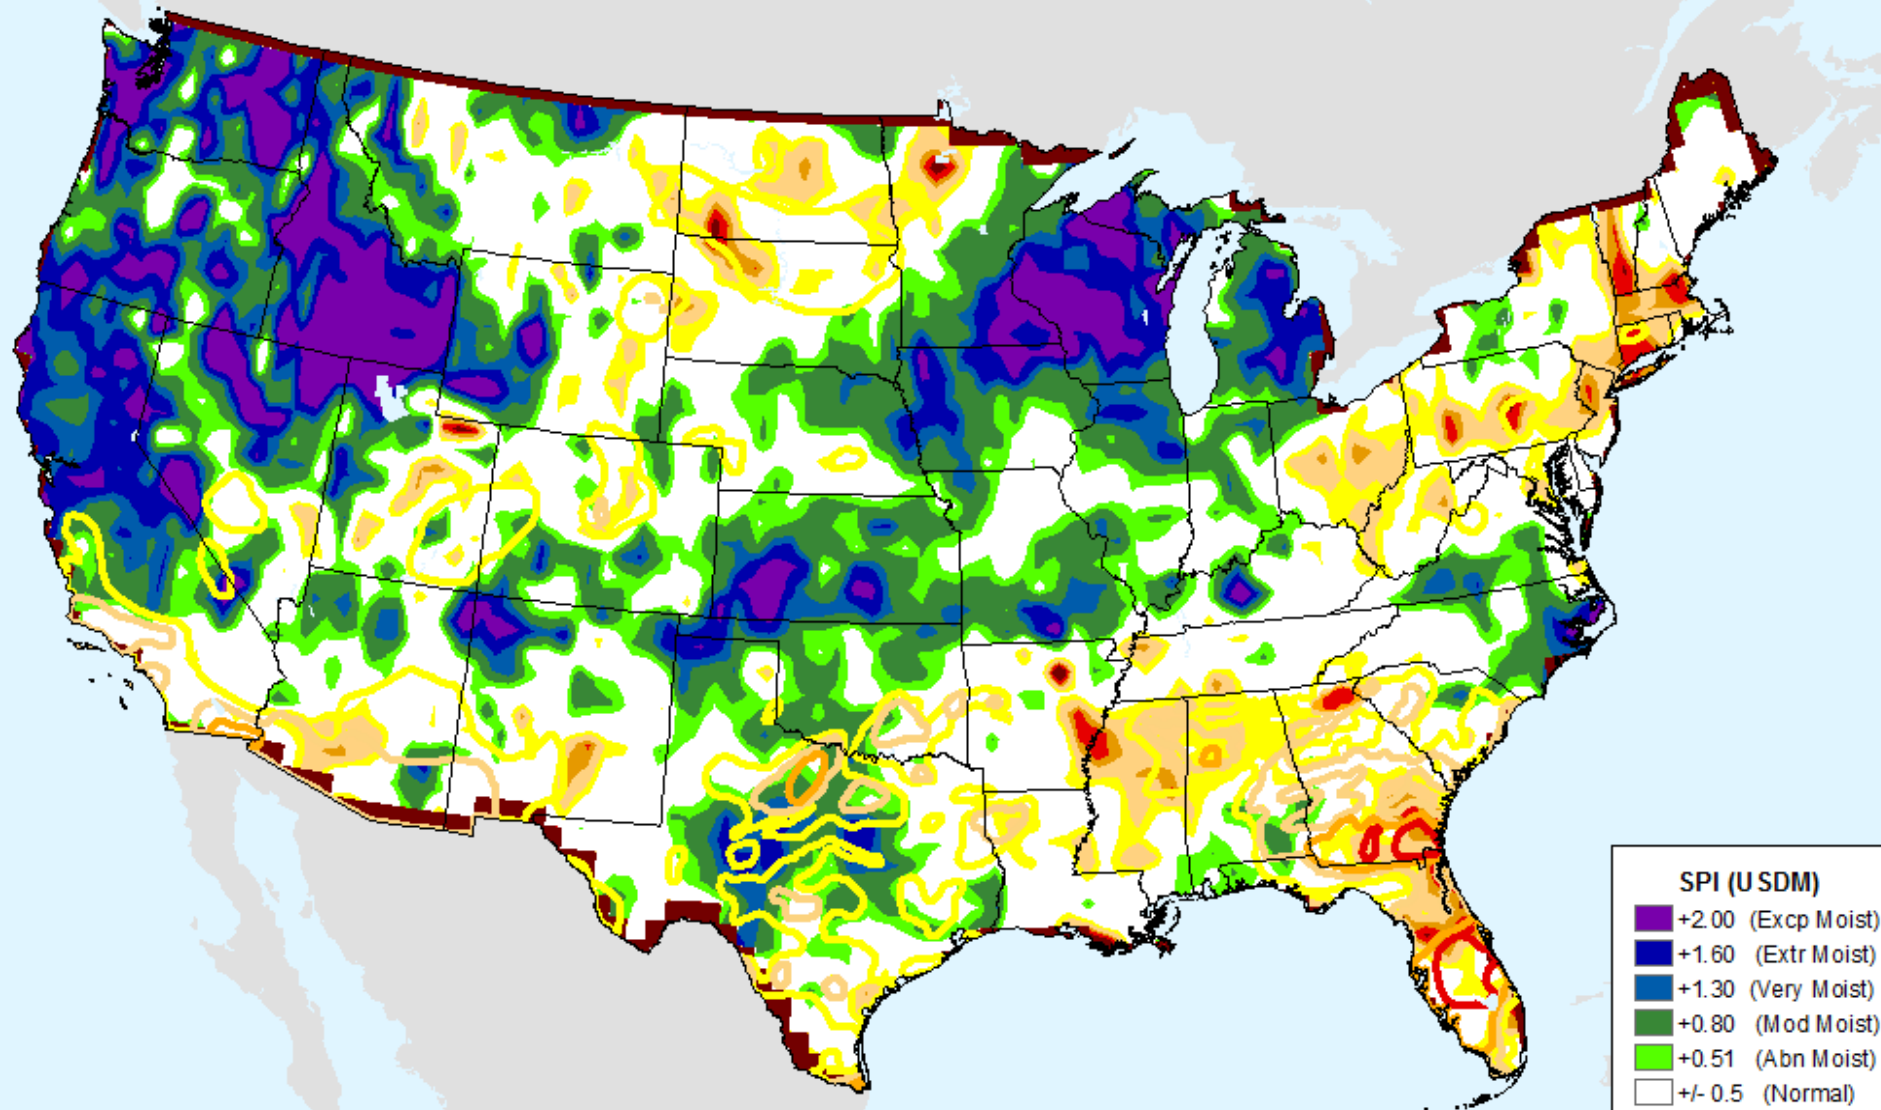 SPI (USDM)
+2.00 (Excp Moist)
+1.60 (Extr Moist)
+1.30 (Very Moist)
+0.80 (Mod Moist)
+0.51 (Abn Moist)
+/- 0.5 (Normal)